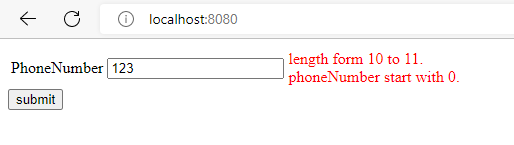 localhost:8080
length form 10 to 11.
PhoneNumber 123
phoneNumber start with 0.
submit